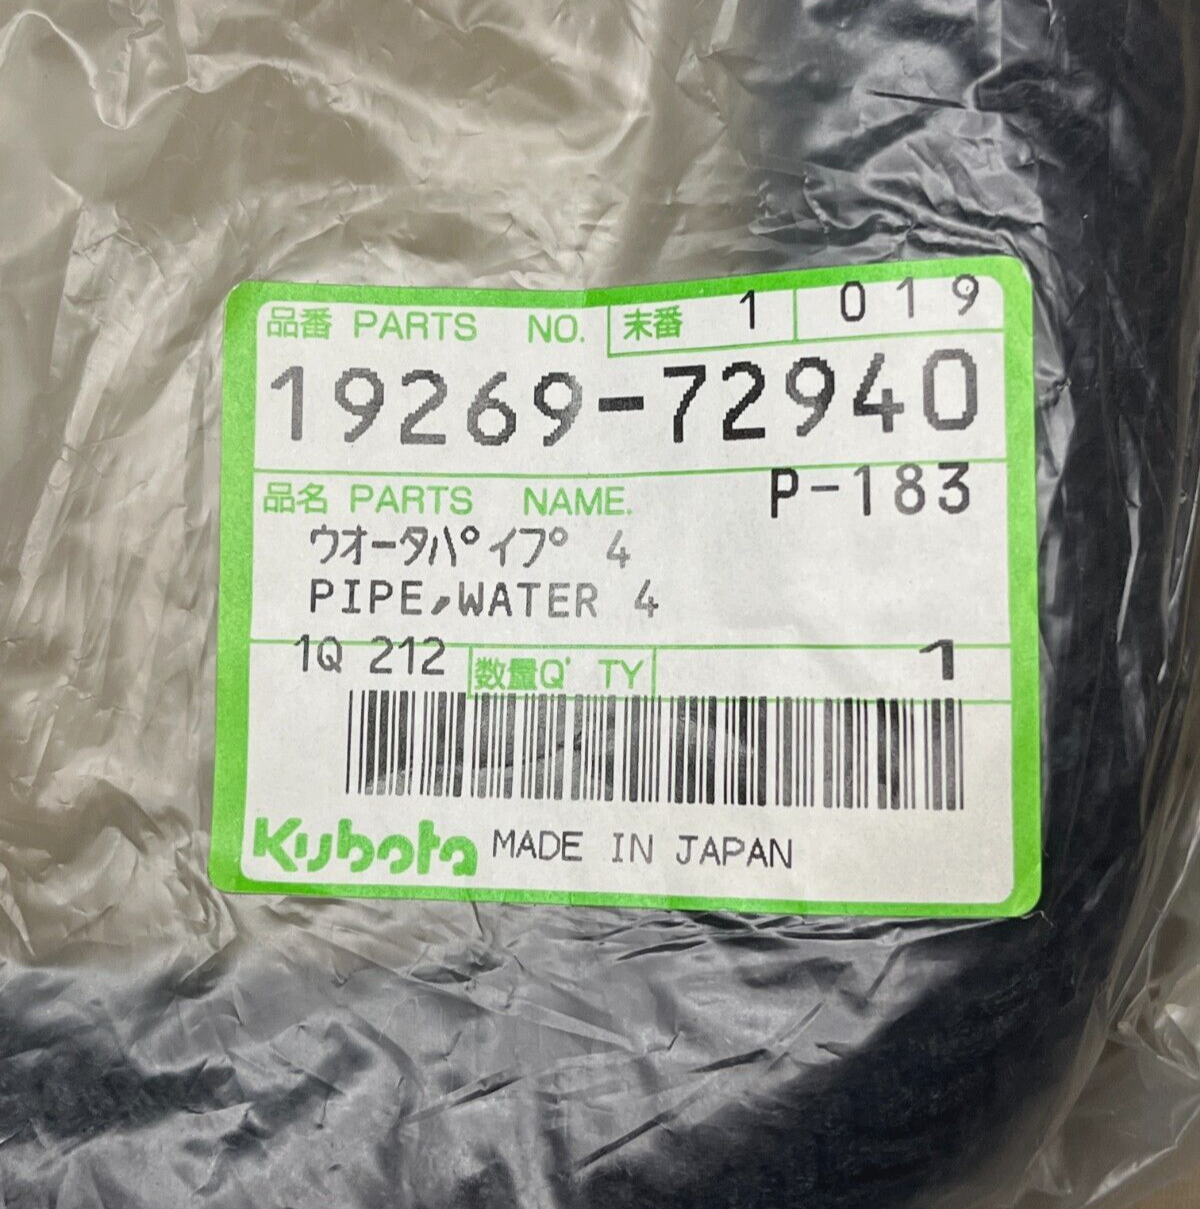 品番 PARTS NO. 末番 1 019
19269-72940
P-183
品名 PARTS NAME.
ウオータパイプ 4
PIPE,WATER 4
1Q 212 数量Q'TY 1
Kubota MADE IN JAPAN